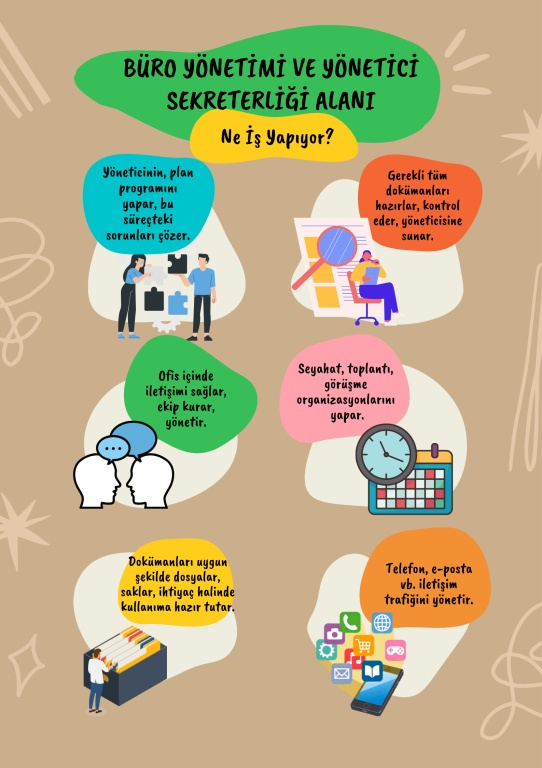 BÜRO YÖNETİMİ VE YÖNETİCİ
SEKRETERLİĞİ ALANI
Ne İş Yapıyor?
Yöneticinin, plan
programını
yapar, bu
süreçteki
sorunları çözer.
Gerekli tüm
dokümanları
hazırlar, kontrol
eder, yöneticisine
sunar.
Ofis içinde
iletişimi sağlar,
ekip kurar,
yönetir.
Seyahat, toplantı,
görüşme
organizasyonlarını
yapar.
Dokümanları uygun
şekilde dosyalar,
saklar, ihtiyaç halinde
kullanıma hazır tutar.
Telefon, e-posta
vb. iletişim
trafiğini yönetir.